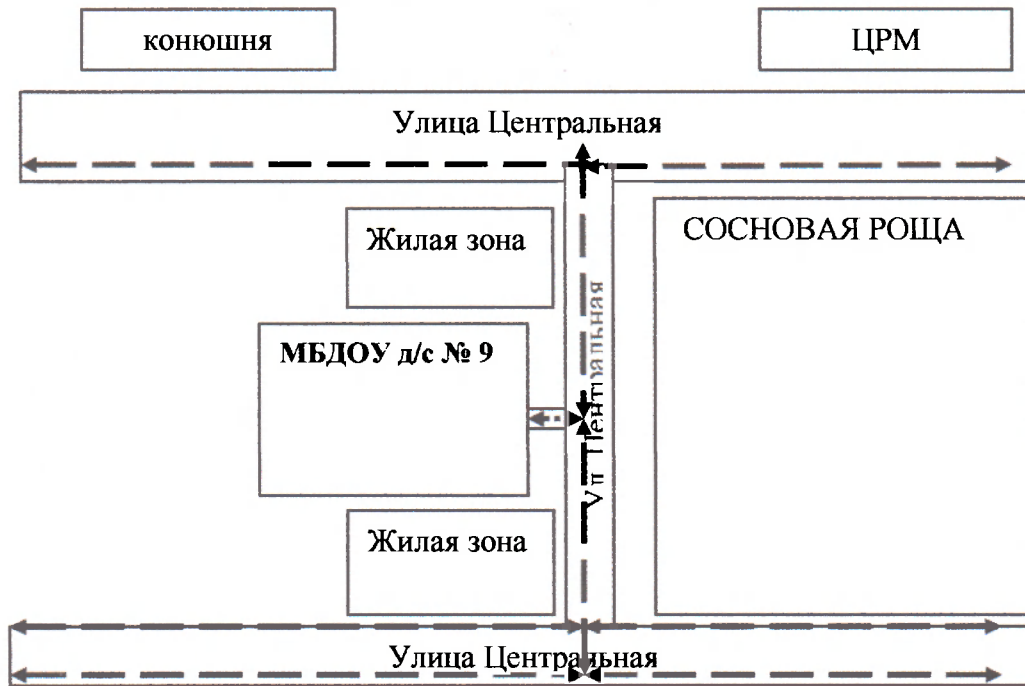 конюшня
ЦРМ
Улица Центральная
Жилая зона
СОСНОВАЯ РОЩА
МБДОУ д/с № 9
Ул. Центральная
Жилая зона
Улица Центральная